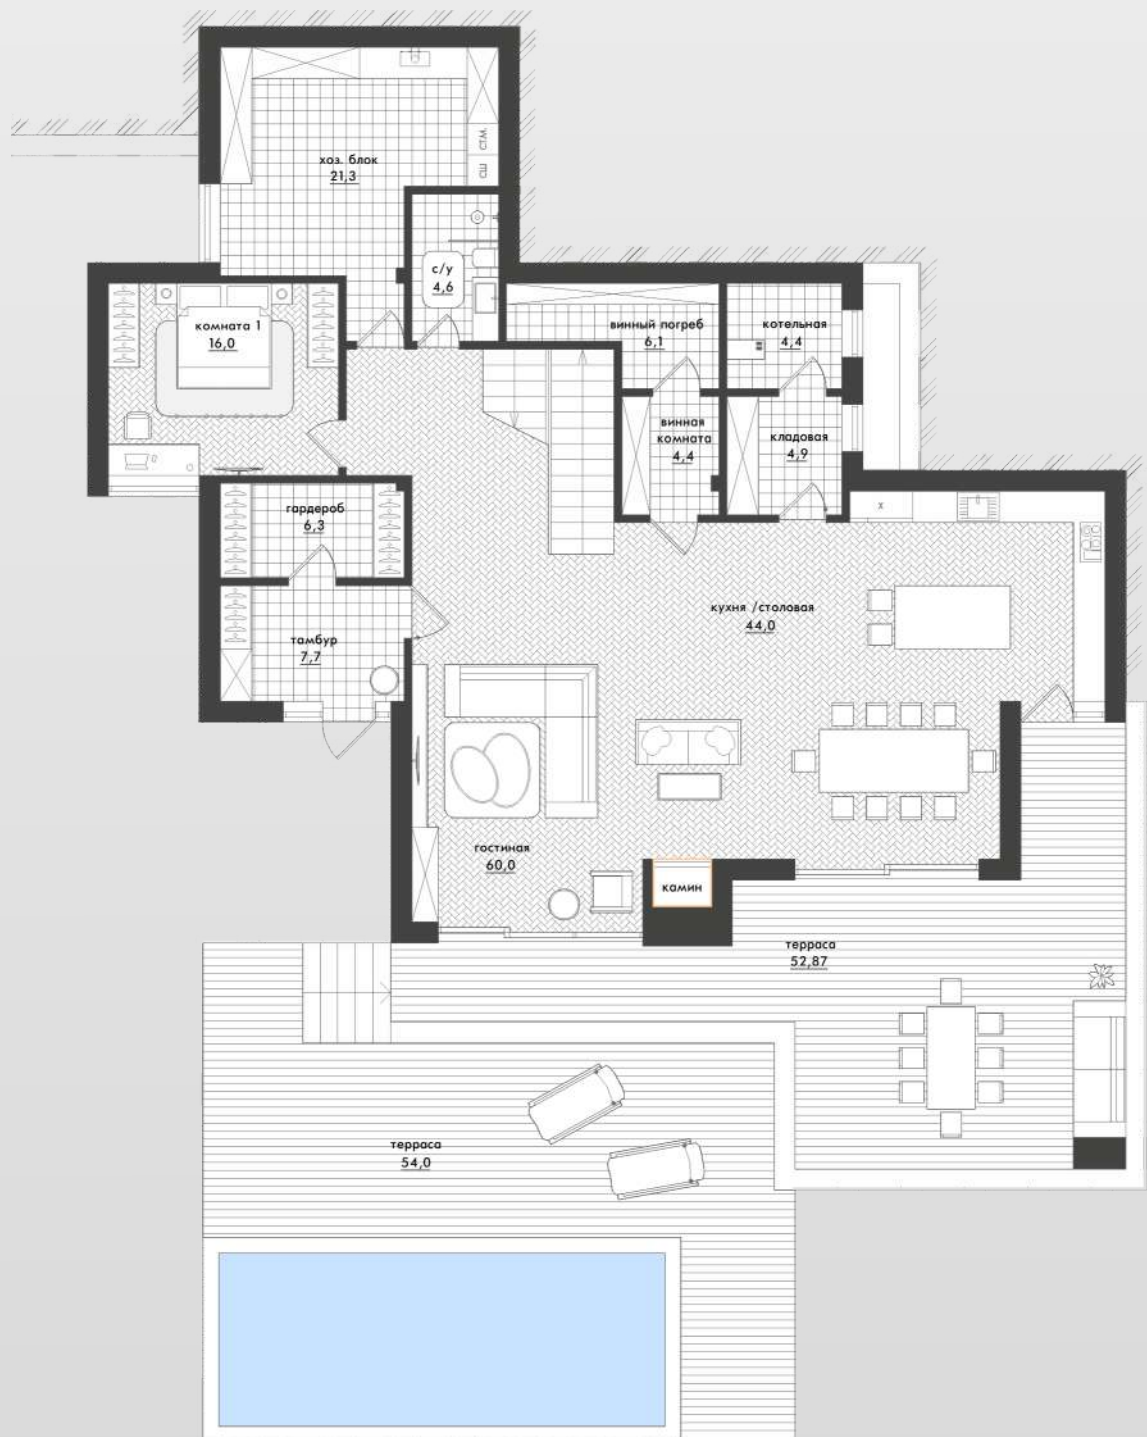 хоз. блок
21,3
СТ.М.
СШ
с/у
4,6
комната 1
16,0
винный погреб
6,1
котельная
4,4
винная
комната
4,4
кладовая
4,9
гардероб
6,3
x
кухня /столовая
44,0
тамбур
7,7
гостиная
60,0
камин
терраса
52,87
терраса
54,0